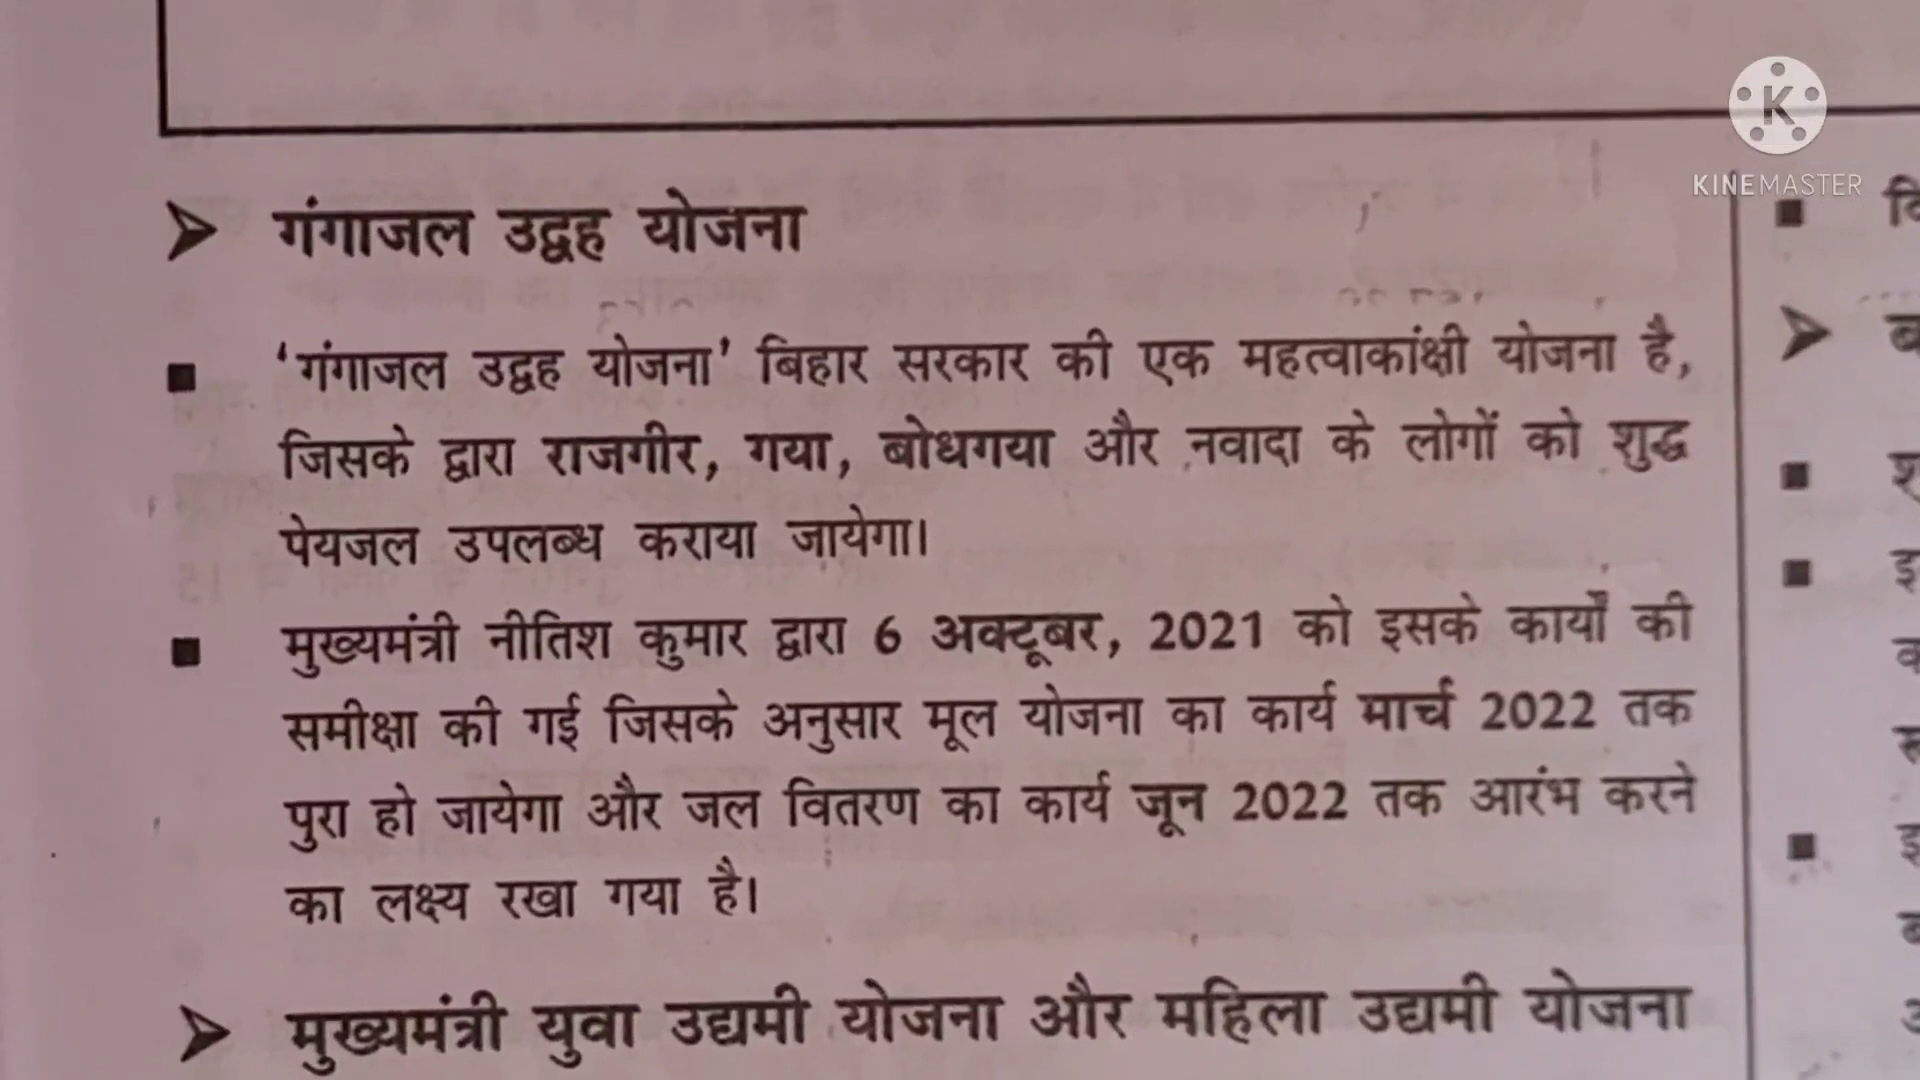 KINEMASTER
गंगाजल उद्वह योजना
‘गंगाजल उद्वह योजना’ बिहार सरकार की एक महत्वाकांक्षी योजना है,
जिसके द्वारा राजगीर, गया, बोधगया और नवादा के लोगों को शुद्ध
पेयजल उपलब्ध कराया जायेगा।
मुख्यमंत्री नीतिश कुमार द्वारा 6 अक्टूबर, 2021 को इसके कार्यों की
समीक्षा की गई जिसके अनुसार मूल योजना का कार्य मार्च 2022 तक
पुरा हो जायेगा और जल वितरण का कार्य जून 2022 तक आरंभ करने
का लक्ष्य रखा गया है।
मुख्यमंत्री युवा उद्यमी योजना और महिला उद्यमी योजना